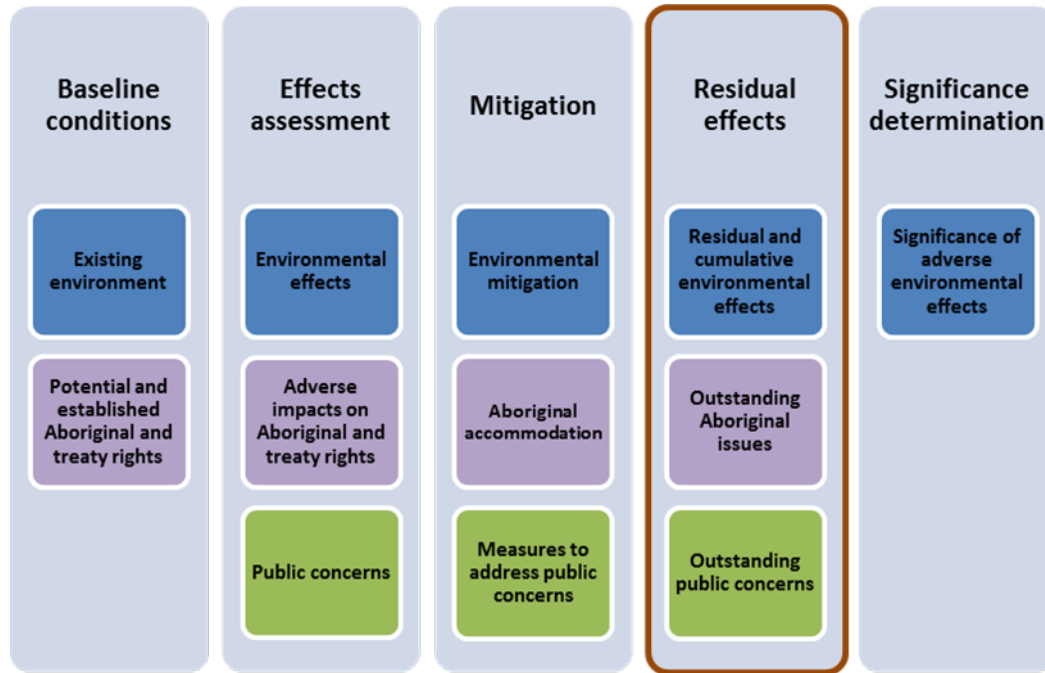 Baseline
conditions
Effects
assessment
Mitigation
Residual
effects
Significance
determination
Existing
environment
Environmental
effects
Environmental
mitigation
Residual and
cumulative
environmental
effects
Significance of
adverse
environmental
effects
Potential and
established
Aboriginal and
treaty rights
Adverse
impacts on
Aboriginal and
treaty rights
Aboriginal
accommodation
Outstanding
Aboriginal
issues
Public concerns
Measures to
address public
concerns
Outstanding
public concerns